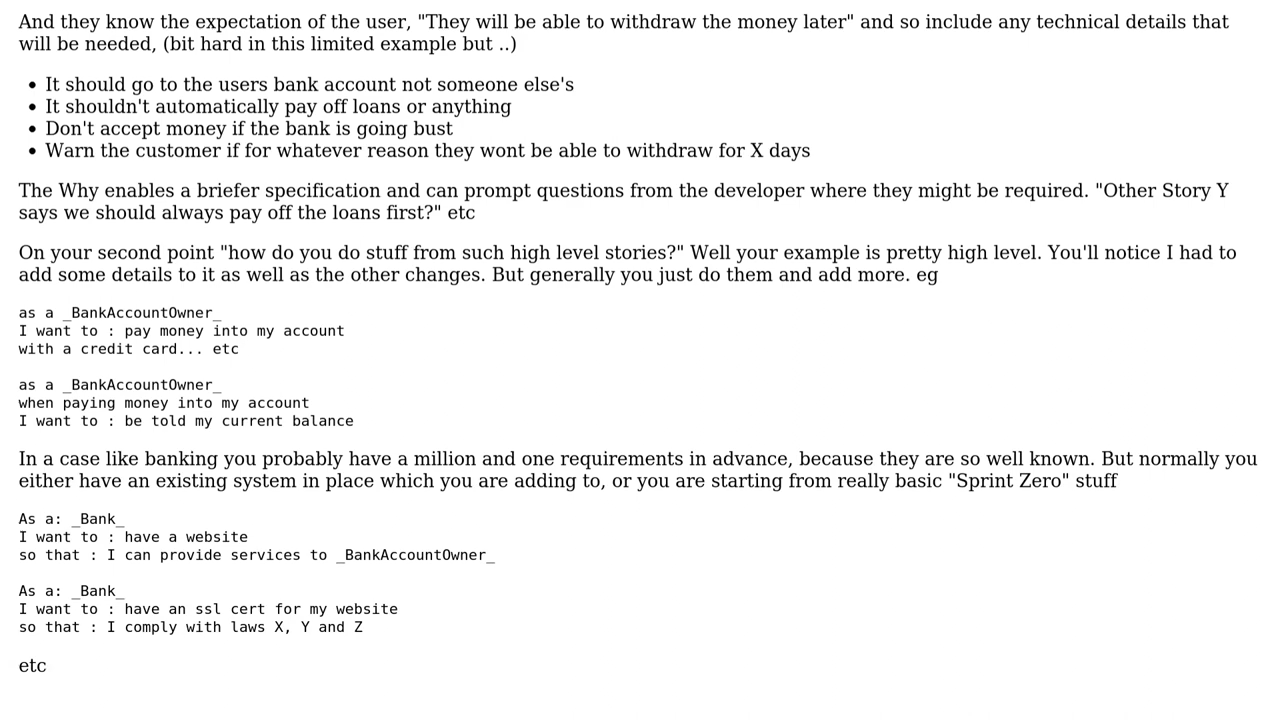 And they know the expectation of the user, "They will be able to withdraw the money later" and so include any technical details that
will be needed, (bit hard in this limited example but ..)
• It should go to the users bank account not someone else's
• It shouldn't automatically pay off loans or anything
• Don't accept money if the bank is going bust
• Warn the customer if for whatever reason they wont be able to withdraw for X days
The Why enables a briefer specification and can prompt questions from the developer where they might be required. "Other Story Y
says we should always pay off the loans first?" etc
On your second point "how do you do stuff from such high level stories?" Well your example is pretty high level. You'll notice I had to
add some details to it as well as the other changes. But generally you just do them and add more. eg
as a _BankAccountOwner_
I want to : pay money into my account
with a credit card... etc
as a _BankAccountOwner_
when paying money into my account
I want to : be told my current balance
In a case like banking you probably have a million and one requirements in advance, because they are so well known. But normally you
either have an existing system in place which you are adding to, or you are starting from really basic "Sprint Zero" stuff
As a: _Bank_
I want to : have a website
so that : I can provide services to _BankAccountOwner_
As a: _Bank_
I want to : have an ssl cert for my website
so that : I comply with laws X, Y and Z
etc